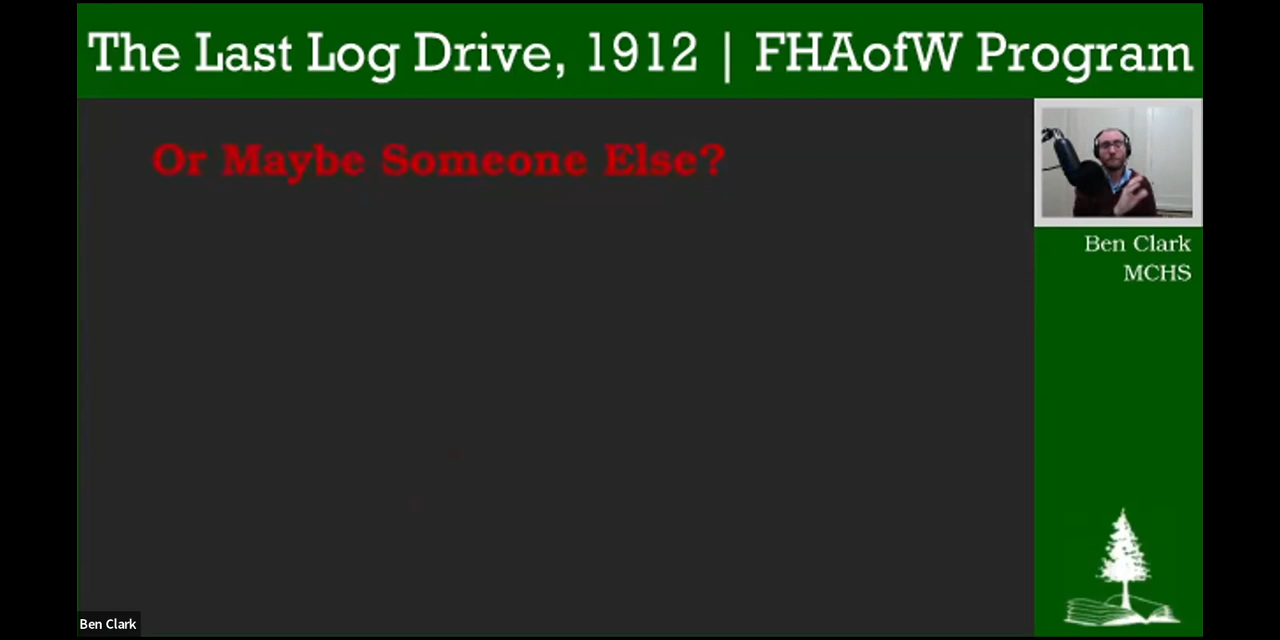 The Last Log Drive, 1912 | FHAofW Program
Or Maybe Someone Else?
Ben Clark
MCHS
Ben Clark